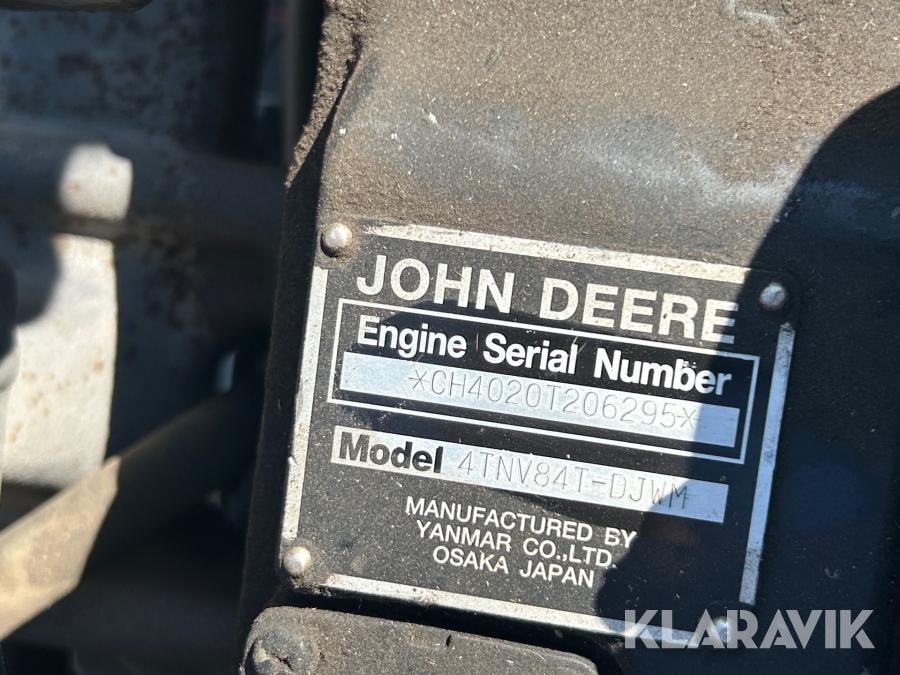 JOHN DEERE
Engine Serial Number
*CH4020T206295*
Model 4TNV84T-DJWM
MANUFACTURED BY
YANMAR CO.,LTD.
OSAKA JAPAN
KLARAVIK